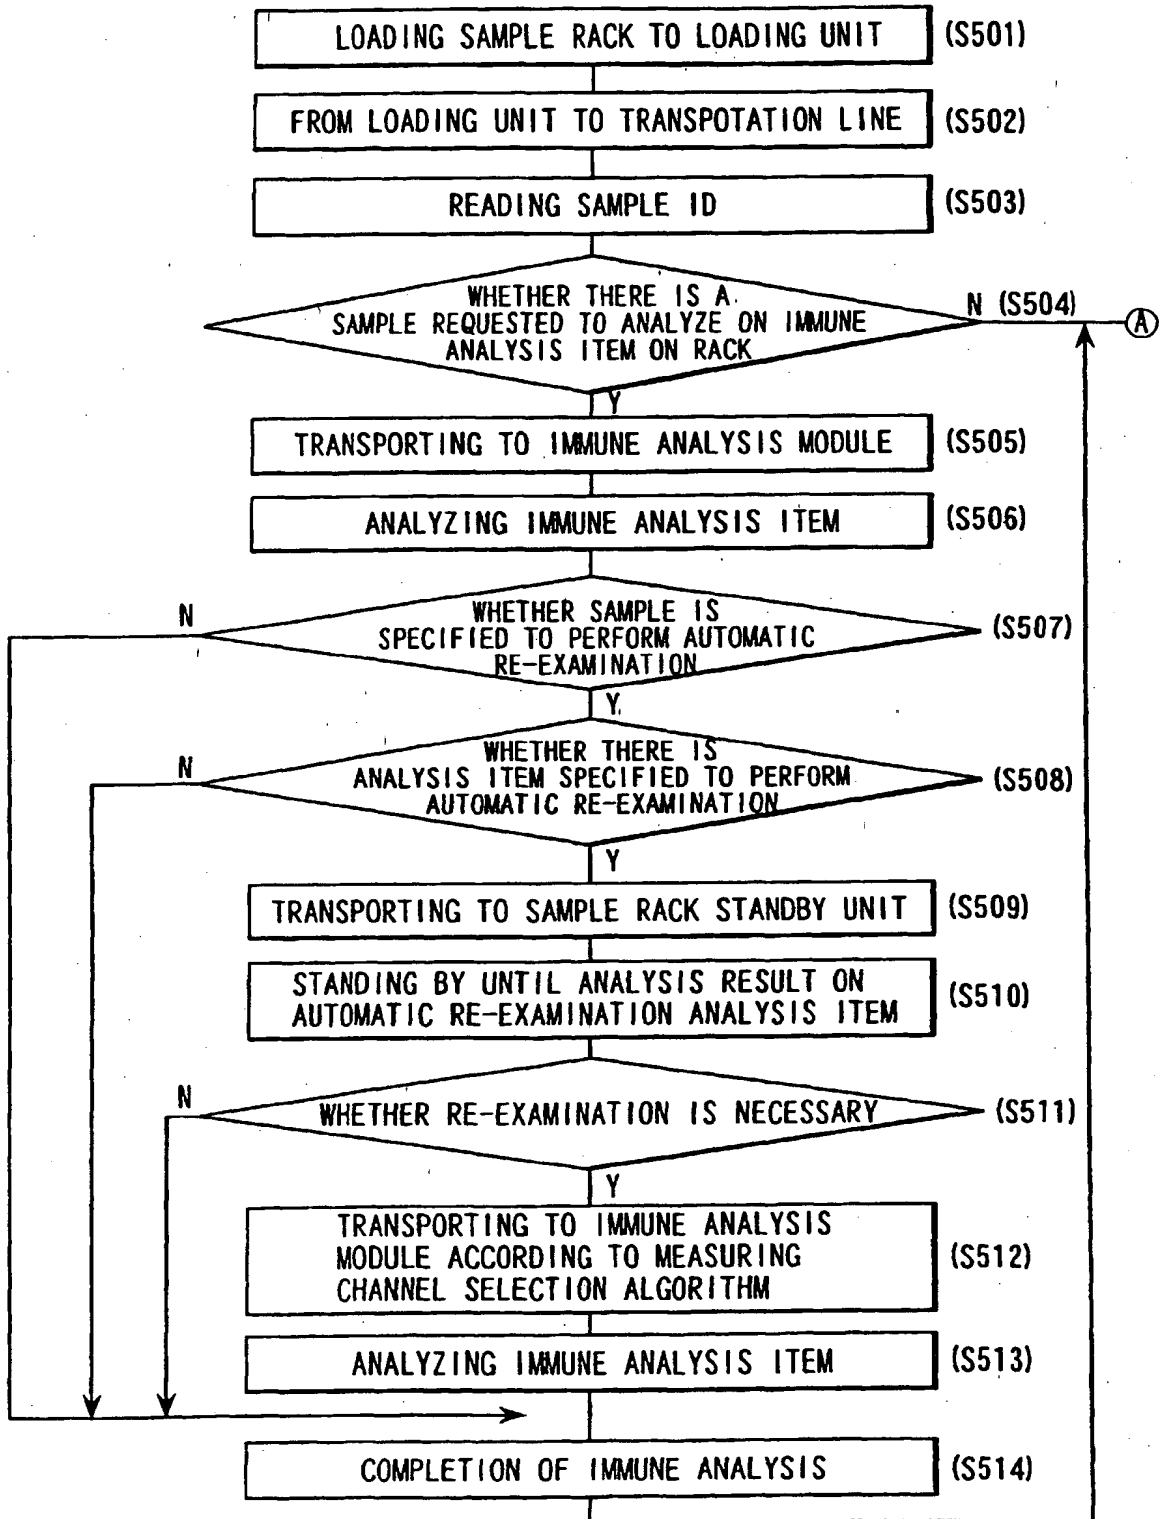 LOADING SAMPLE RACK TO LOADING UNIT (S501)
FROM LOADING UNIT TO TRANSPOTATION LINE (S502)
READING SAMPLE ID (S503)
WHETHER THERE IS A
SAMPLE REQUESTED TO ANALYZE ON IMMUNE
ANALYSIS ITEM ON RACK
N (S504)
A
Y
TRANSPORTING TO IMMUNE ANALYSIS MODULE (S505)
ANALYZING IMMUNE ANALYSIS ITEM (S506)
N
WHETHER SAMPLE IS
SPECIFIED TO PERFORM AUTOMATIC
RE-EXAMINATION
(S507)
Y
N
WHETHER THERE IS
ANALYSIS ITEM SPECIFIED TO PERFORM
AUTOMATIC RE-EXAMINATION
(S508)
Y
TRANSPORTING TO SAMPLE RACK STANDBY UNIT (S509)
STANDING BY UNTIL ANALYSIS RESULT ON
AUTOMATIC RE-EXAMINATION ANALYSIS ITEM
(S510)
N
WHETHER RE-EXAMINATION IS NECESSARY (S511)
Y
TRANSPORTING TO IMMUNE ANALYSIS
MODULE ACCORDING TO MEASURING
CHANNEL SELECTION ALGORITHM
(S512)
ANALYZING IMMUNE ANALYSIS ITEM (S513)
COMPLETION OF IMMUNE ANALYSIS (S514)